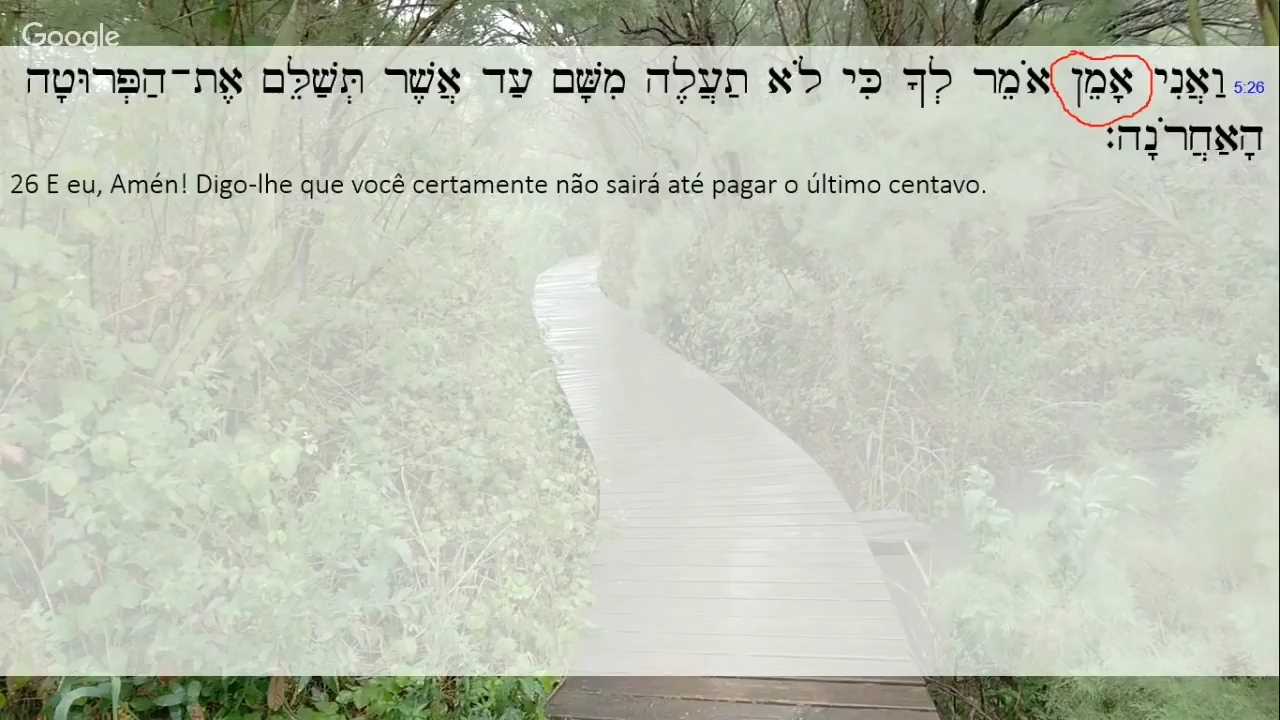 Google
5:26 וַאֲנִי אָמֵן אֹמֵר לְךָ כִּי לֹא תַעֲלֶה מִשָּׁם עַד אֲשֶׁר תְּשַׁלֵּם אֶת־הַפְּרוּטָה
הָאַחֲרֹנָה׃
26 E eu, Amén! Digo-lhe que você certamente não sairá até pagar o último centavo.